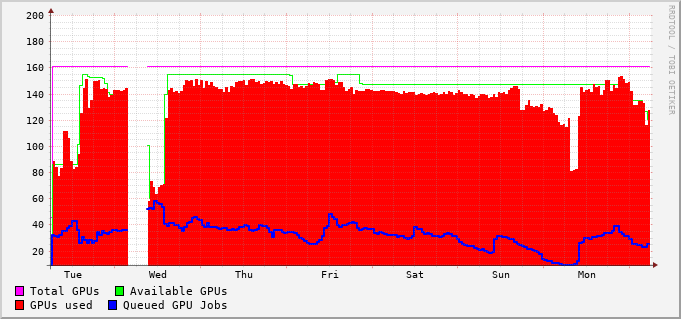 200
180
160
140
120
100
80
60
40
20
Tue Wed Thu Fri Sat Sun Mon
Total GPUs Available GPUs
GPUs used Queued GPU Jobs
RRDTOOL / TOBI OETIKER